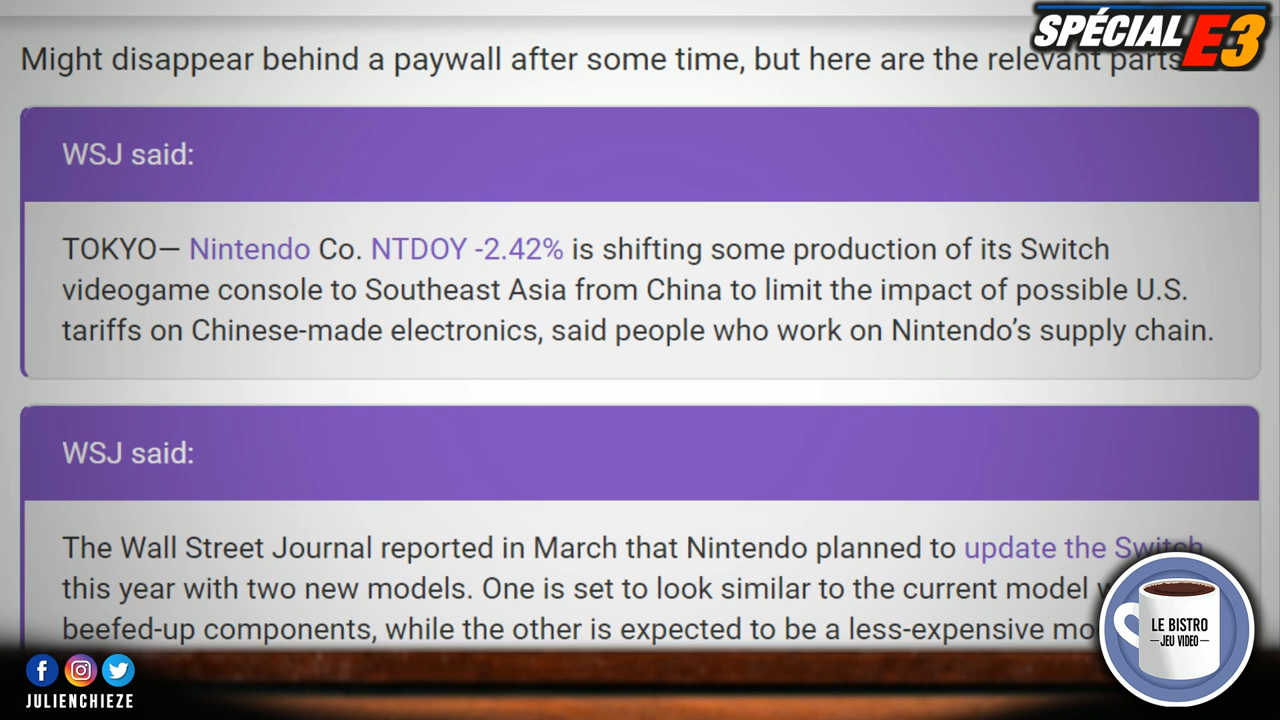 SPÉCIAL E3
Might disappear behind a paywall after some time, but here are the relevant parts
WSJ said:
TOKYO— Nintendo Co. NTDOY -2.42% is shifting some production of its Switch
videogame console to Southeast Asia from China to limit the impact of possible U.S.
tariffs on Chinese-made electronics, said people who work on Nintendo’s supply chain.
WSJ said:
The Wall Street Journal reported in March that Nintendo planned to update the Switch
this year with two new models. One is set to look similar to the current model
beefed-up components, while the other is expected to be a less-expensive
LE BISTRO
—JEU VIDEO—
JULIENCHIEZE